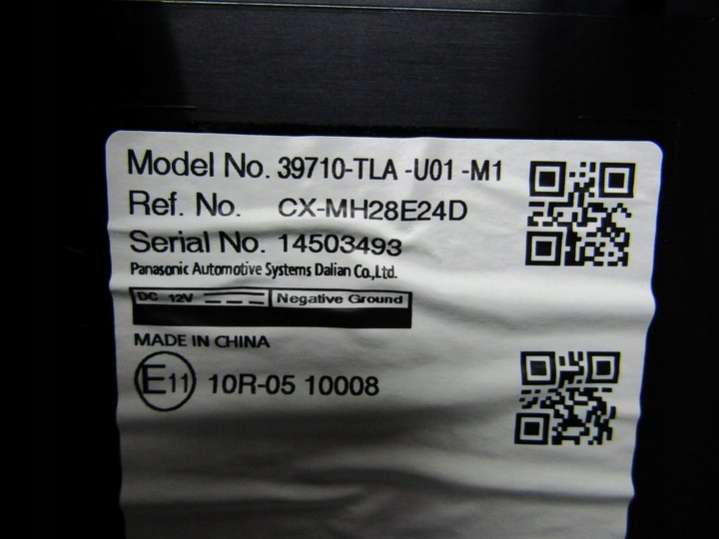 Model No. 39710-TLA -U01 -M1
Ref. No. CX-MH28E24D
Serial No. 14503493
Panasonic Automotive Systems Dalian Co.,Ltd.
DC 12V Negative Ground
MADE IN CHINA
E11 10R-05 10008